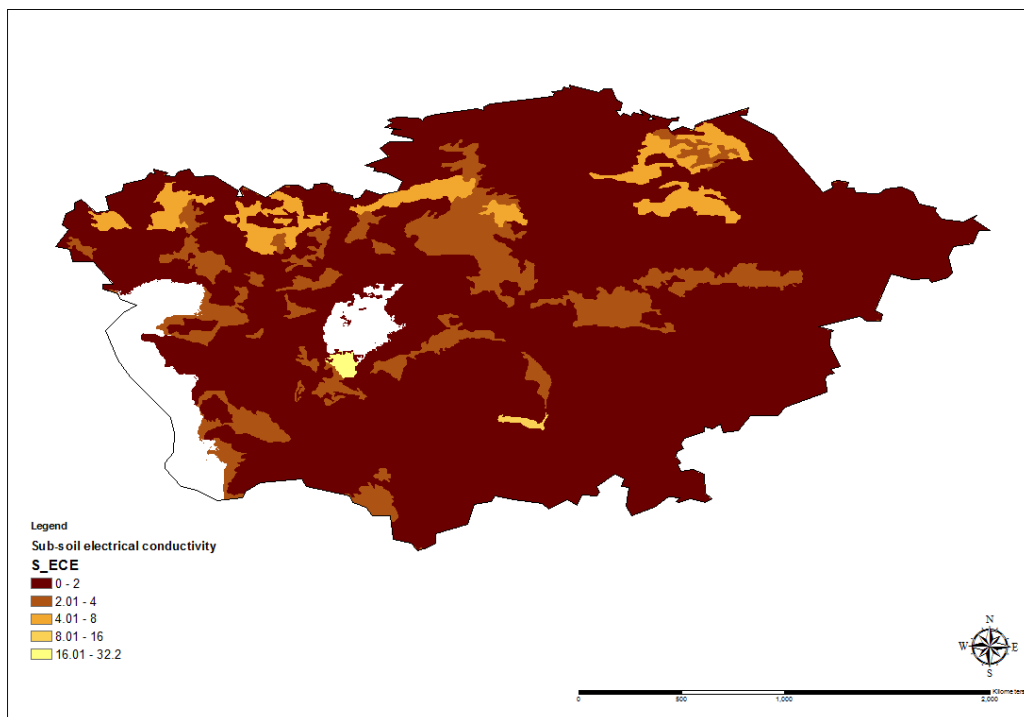 Legend
Sub-soil electrical conductivity
S_ECE
0 - 2
2.01 - 4
4.01 - 8
8.01 - 16
16.01 - 32.2
N
W E
S
Kilometers
0 500 1,000 2,000